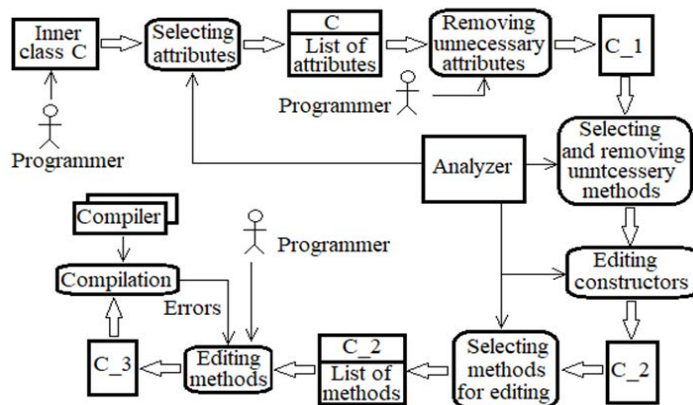 Inner
class C
Selecting
attributes
C
List of
attributes
Removing
unnecessary
attributes
C_1
Programmer
Programmer
Analyzer
Selecting
and removing
unntcessery
methods
Compiler
Programmer
Compilation
Editing
constructors
Errors
C_3
Editing
methods
C_2
List of
methods
Selecting
methods
for editing
C_2